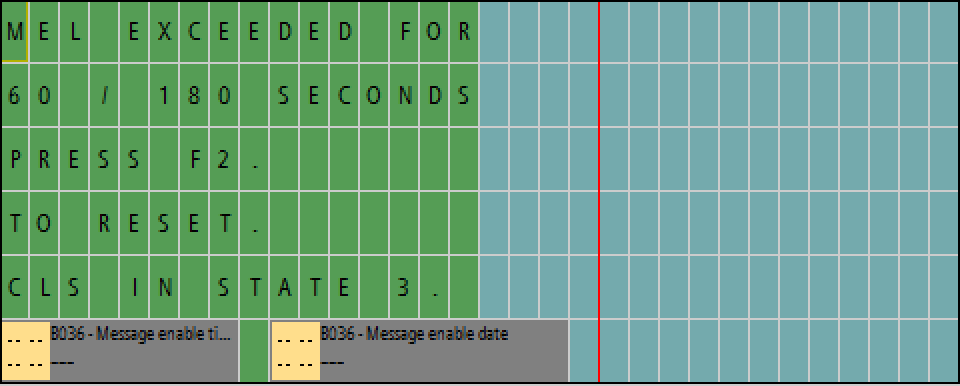 MEL EXCEEDED FOR
60 / 180 SECONDS
PRESS F2.
TO RESET.
CLS IN STATE 3.
-- -- B036 - Message enable ti... B036 - Message enable date
-- -- --- -- -- ---